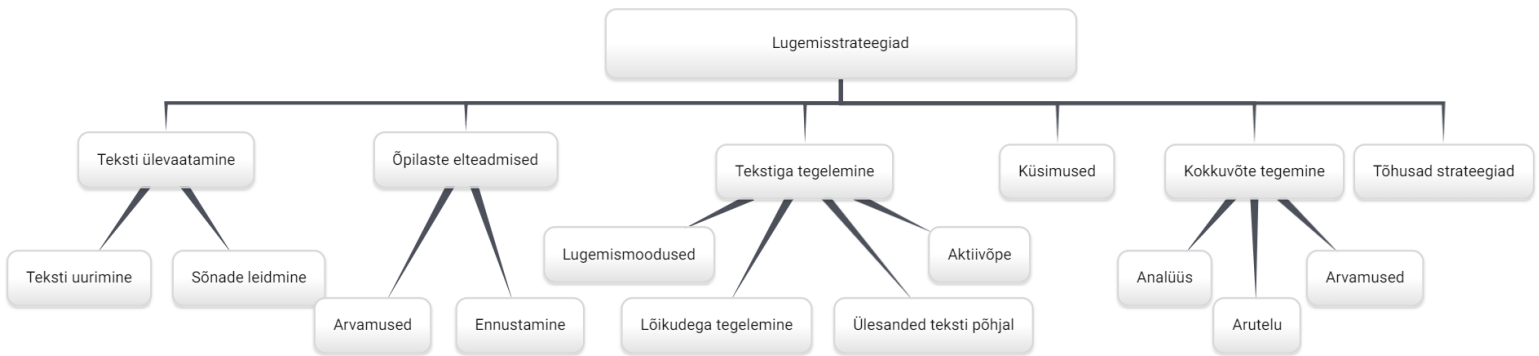 Lugemisstrateegiad
Teksti ülevaatamine
Õpilaste elteadmised
Tekstiga tegelemine
Küsimused
Kokkuvõte tegemine
Tõhusad strateegiad
Teksti uurimine
Sõnade leidmine
Arvamused
Ennustamine
Lugemismoodused
Lõikudega tegelemine
Ülesanded teksti põhjal
Aktiivõpe
Analüüs
Arutelu
Arvamused